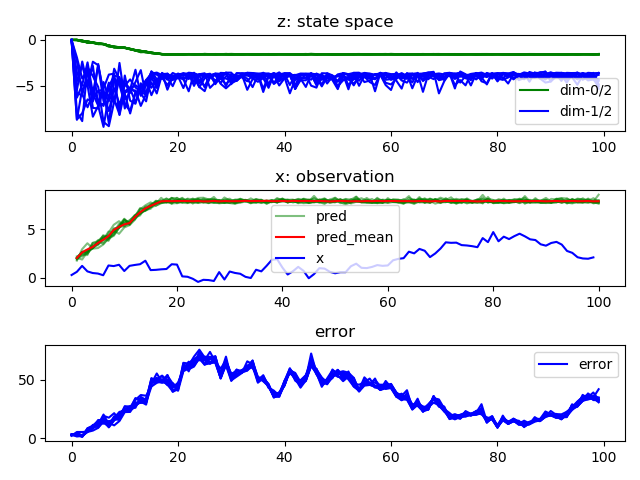 z: state space
0
−5
dim-0/2
dim-1/2
0 20 40 60 80 100
x: observation
5
0
pred
pred_mean
x
0 20 40 60 80 100
error
50
0
error
0 20 40 60 80 100